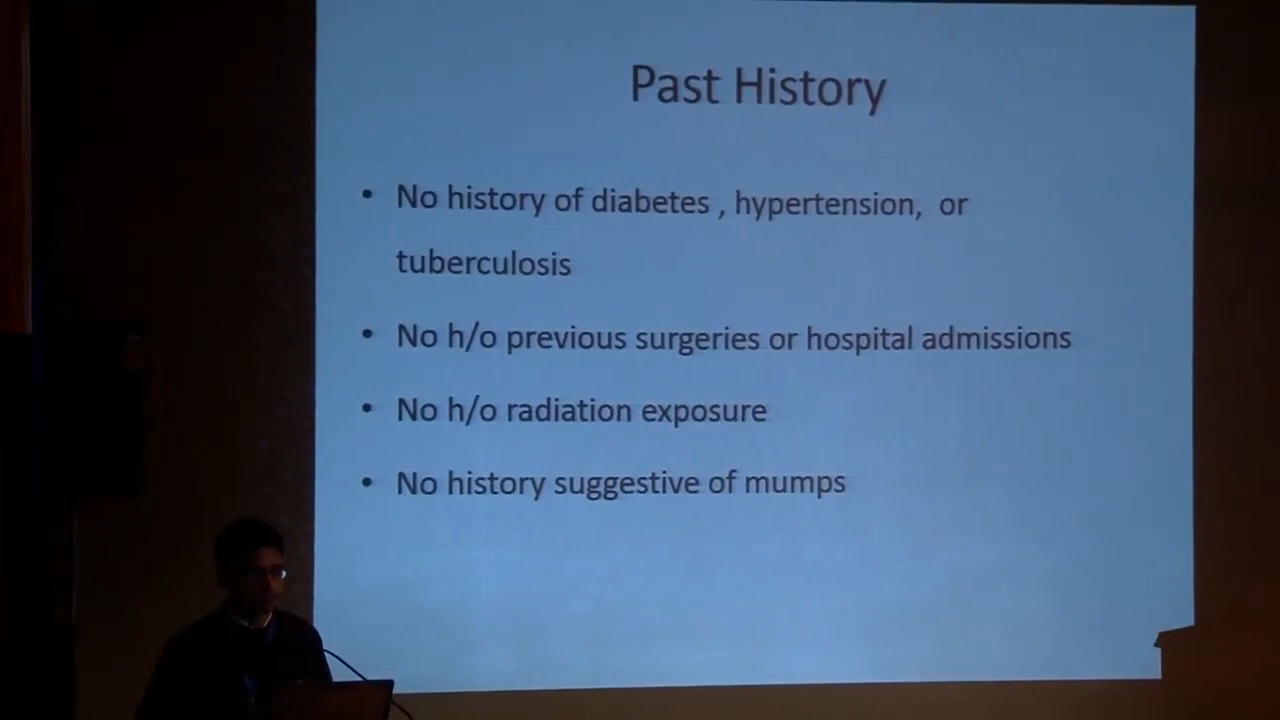 Past History
• No history of diabetes , hypertension, or
tuberculosis
• No h/o previous surgeries or hospital admissions
• No h/o radiation exposure
• No history suggestive of mumps